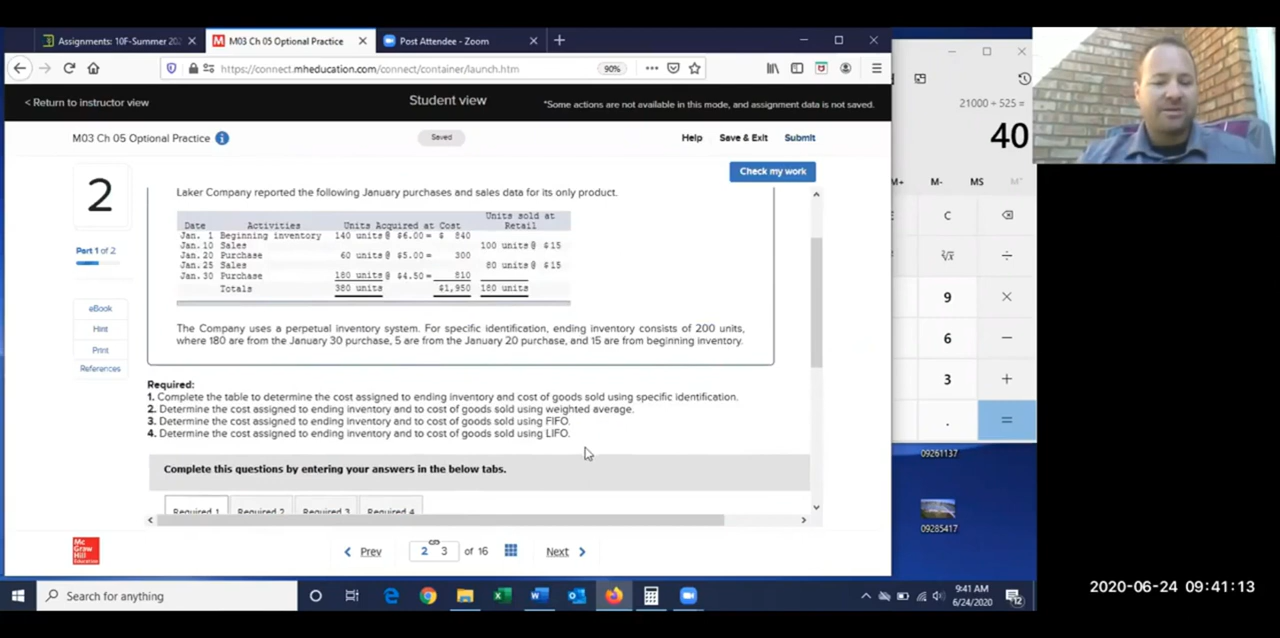 Assignments: 10F-Summer 202
M03 Ch 05 Optional Practice
Post Attendee - Zoom
https://connect.mheducation.com/connect/container/launch.htm
90%
< Return to instructor view
Student view
*Some actions are not available in this mode, and assignment data is not saved.
M03 Ch 05 Optional Practice
Saved
Help
Save & Exit
Submit
Check my work
2
Part 1 of 2
eBook
Hint
Print
References
Laker Company reported the following January purchases and sales data for its only product.
Date Activities Units Acquired at Cost Units sold at Retail
Jan. 1 Beginning inventory 140 units @ $6.00 = $ 840
Jan.10 Sales 100 units @ $15
Jan.20 Purchase 60 units @ $5.00 = 300
Jan.25 Sales 80 units @ $15
Jan.30 Purchase 180 units @ $4.50 = 810
Totals 380 units $1,950 180 units
The Company uses a perpetual inventory system. For specific identification, ending inventory consists of 200 units,
where 180 are from the January 30 purchase, 5 are from the January 20 purchase, and 15 are from beginning inventory.
Required:
1. Complete the table to determine the cost assigned to ending inventory and cost of goods sold using specific identification.
2. Determine the cost assigned to ending inventory and to cost of goods sold using weighted average.
3. Determine the cost assigned to ending inventory and to cost of goods sold using FIFO.
4. Determine the cost assigned to ending inventory and to cost of goods sold using LIFO.
Complete this questions by entering your answers in the below tabs.
Required 1
Required 2
Required 3
Required 4
Mc
Graw
Hill
Education
Prev
2 3 of 16
Next
21000 ÷ 525 =
40
M+
M-
MS
C
÷
9
×
6
−
3
+
.
=
09261137
09285417
Search for anything
9:41 AM
6/24/2020
2020-06-24 09:41:13